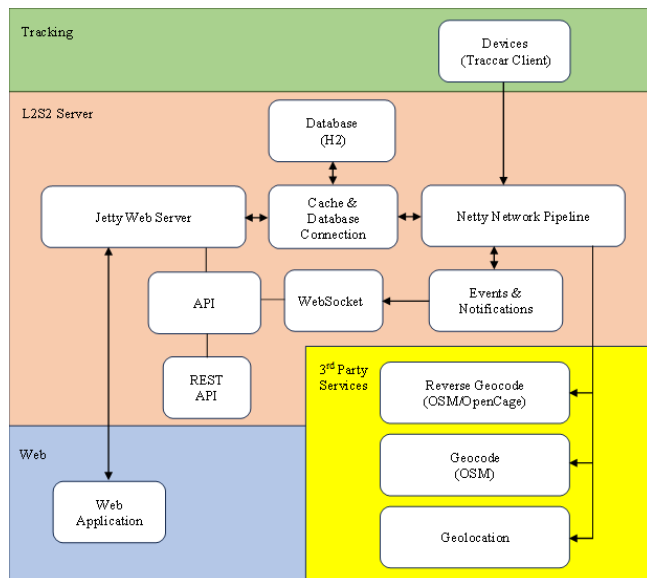 Tracking
Devices
(Traccar Client)
L2S2 Server
Database
(H2)
Jetty Web Server
Cache &
Database
Connection
Netty Network Pipeline
API
WebSocket
Events &
Notifications
REST
API
3rd Party
Services
Reverse Geocode
(OSM/OpenCage)
Web
Geocode
(OSM)
Web
Application
Geolocation